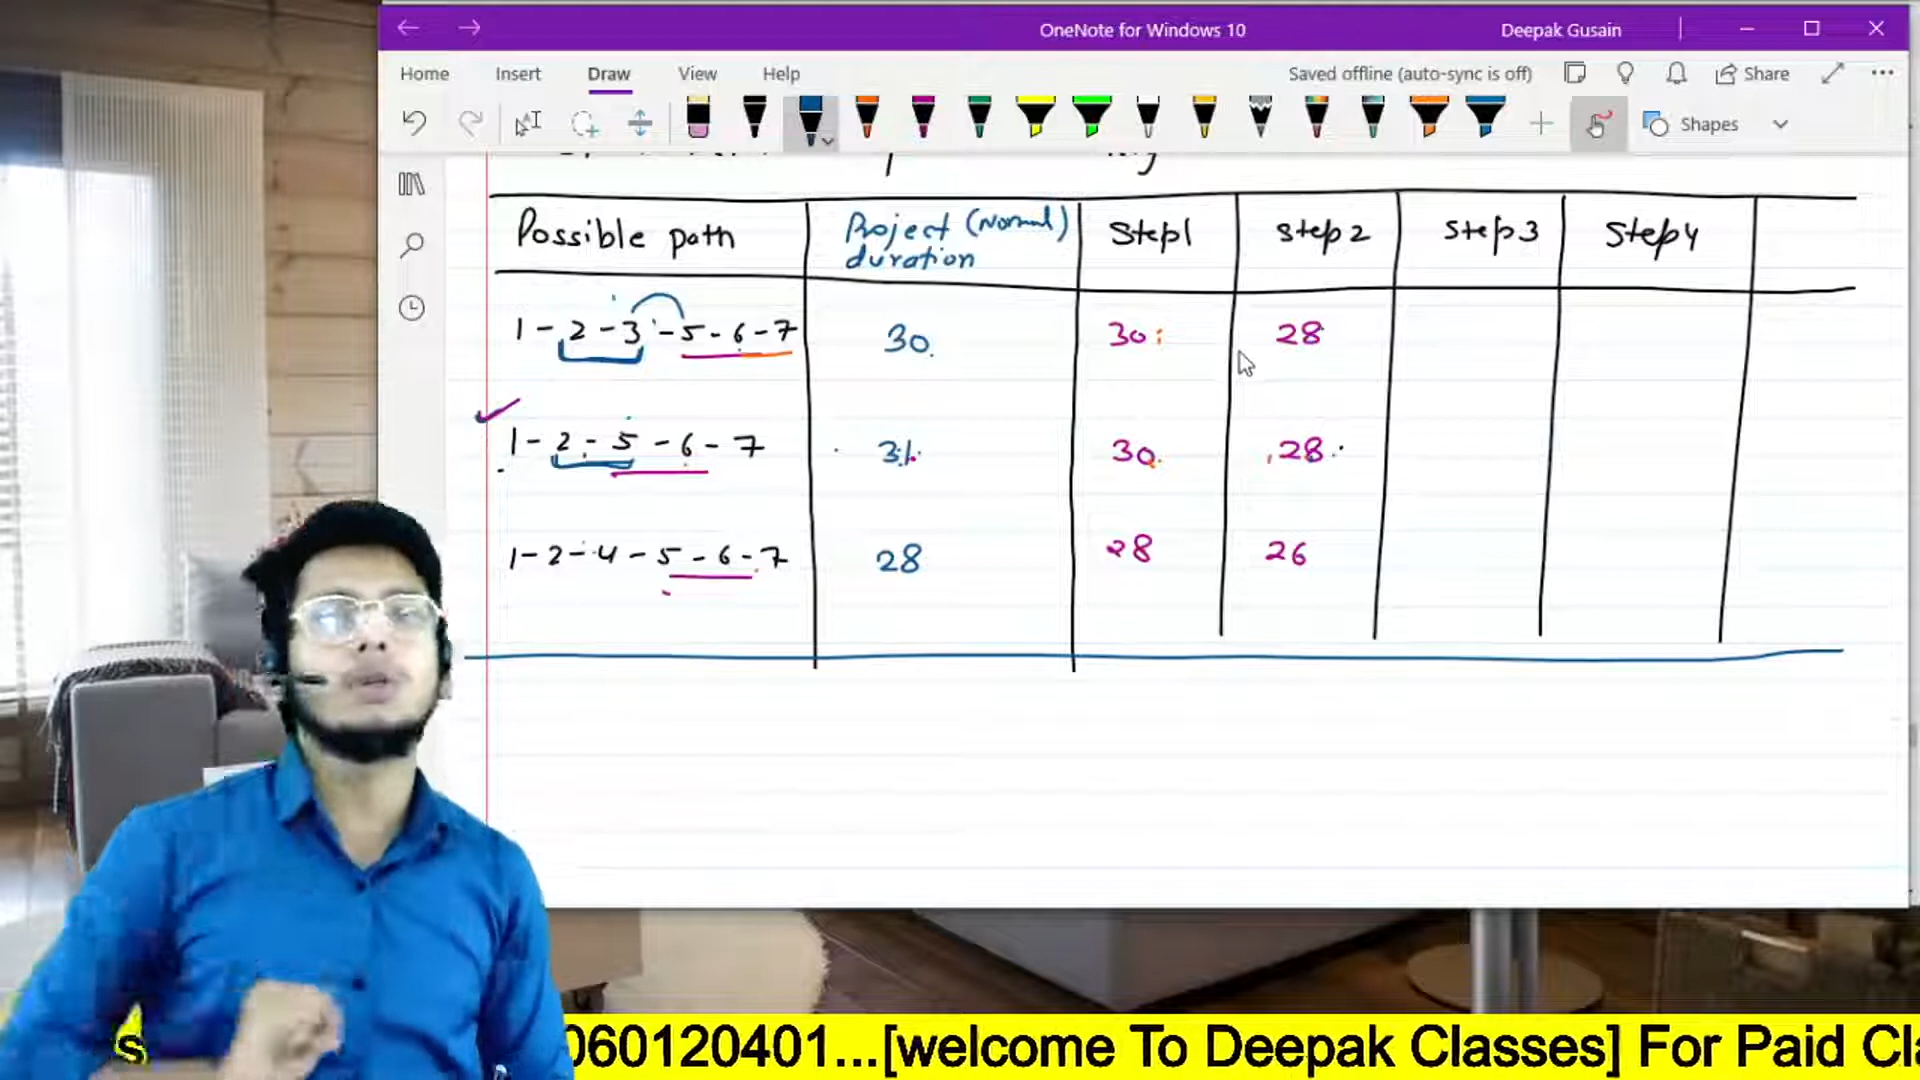 OneNote for Windows 10
Deepak Gusain
Home Insert Draw View Help
Saved offline (auto-sync is off)
Share
Shapes
Possible path
Project (Normal) duration
Step1
Step 2
Step3
Step4
1-2-3-5-6-7 30 30 28
1-2-5-6-7 31 30 28
1-2-4-5-6-7 28 28 26
s
060120401...[welcome To Deepak Classes] For Paid Cla